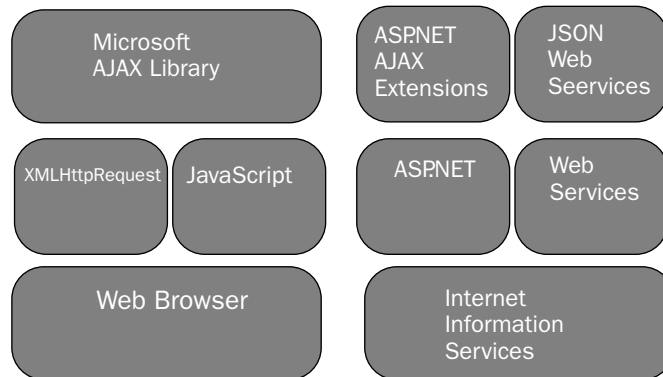 Microsoft
AJAX Library
ASP.NET
AJAX
Extensions
JSON
Web
Seervices
XMLHttpRequest
JavaScript
ASP.NET
Web
Services
Web Browser
Internet
Information
Services